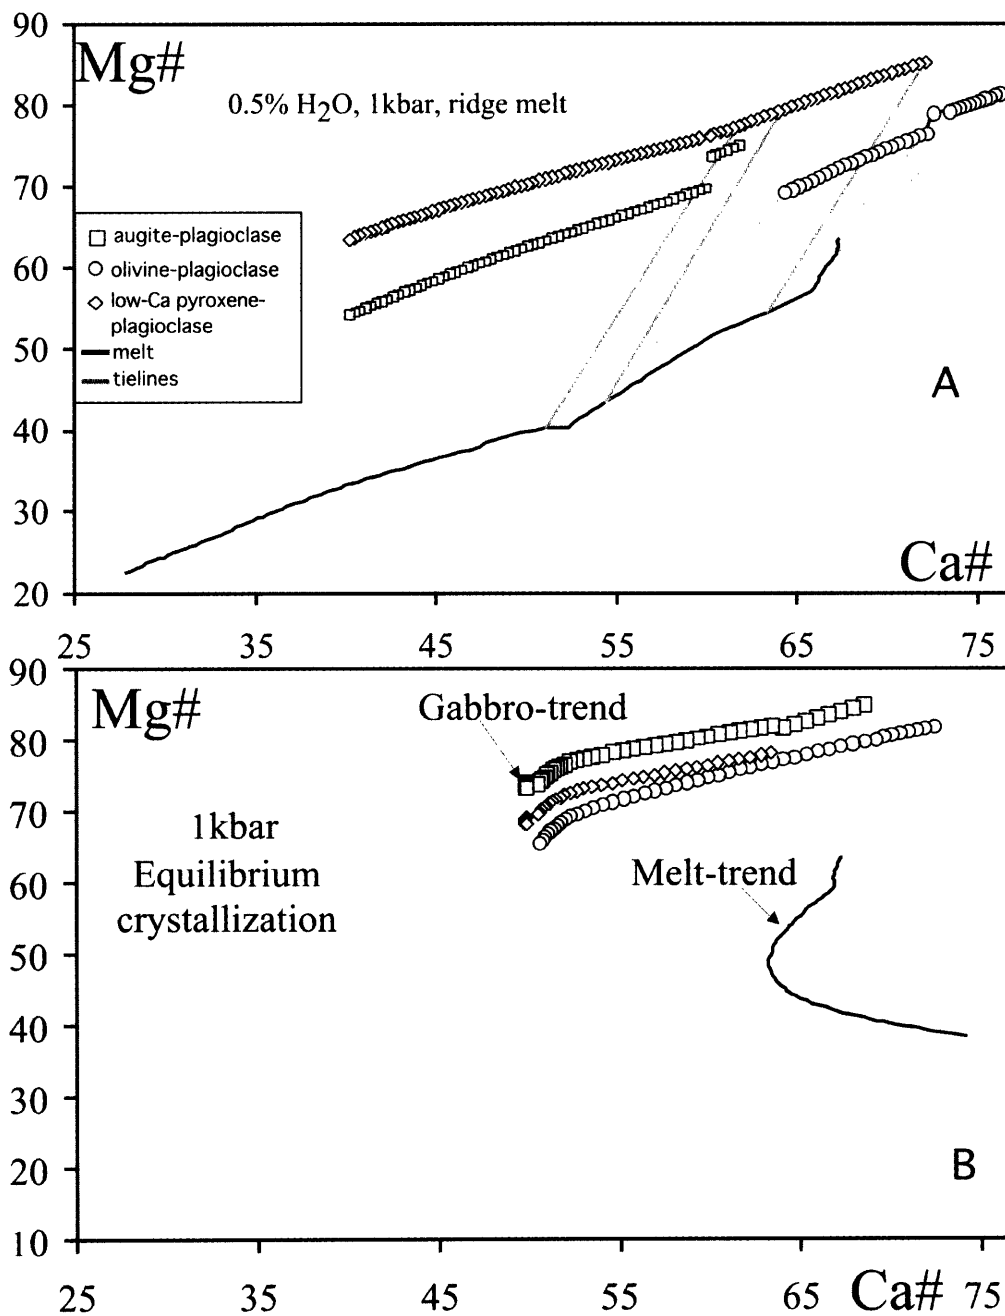 90
Mg#
0.5% H2O, 1kbar, ridge melt
80
70
augite-plagioclase
olivine-plagioclase
low-Ca pyroxene-
plagioclase
melt
tielines
60
50
A
40
30
Ca#
20
25 35 45 55 65 75
90
Mg#
Gabbro-trend
80
70
1kbar
Equilibrium
crystallization
Melt-trend
60
50
40
30
20
B
10
25 35 45 55 65 Ca# 75